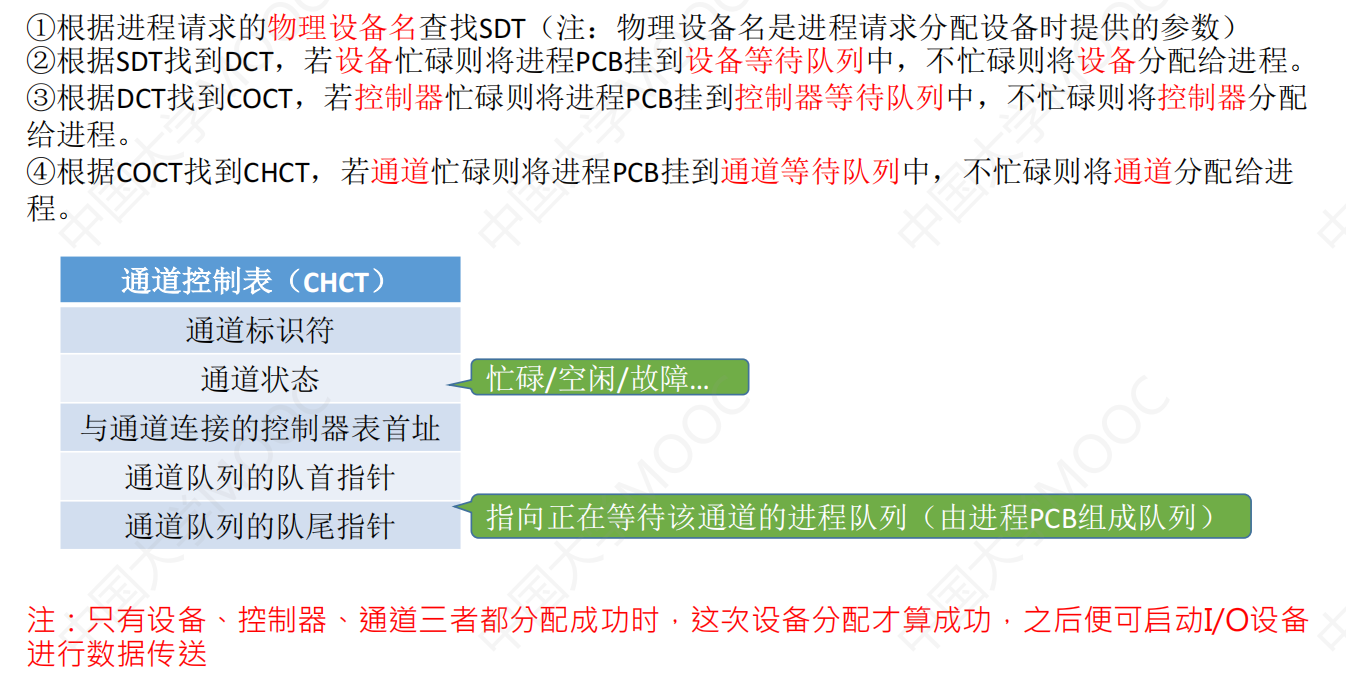 ①根据进程请求的物理设备名查找SDT（注：物理设备名是进程请求分配设备时提供的参数）
②根据SDT找到DCT，若设备忙碌则将进程PCB挂到设备等待队列中，不忙碌则将设备分配给进程。
③根据DCT找到COCT，若控制器忙碌则将进程PCB挂到控制器等待队列中，不忙碌则将控制器分配
给进程。
④根据COCT找到CHCT，若通道忙碌则将进程PCB挂到通道等待队列中，不忙碌则将通道分配给进
程。
通道控制表（CHCT）
通道标识符
通道状态
忙碌/空闲/故障...
与通道连接的控制器表首址
通道队列的队首指针
通道队列的队尾指针
指向正在等待该通道的进程队列（由进程PCB组成队列）
注：只有设备、控制器、通道三者都分配成功时，这次设备分配才算成功，之后便可启动I/O设备
进行数据传送